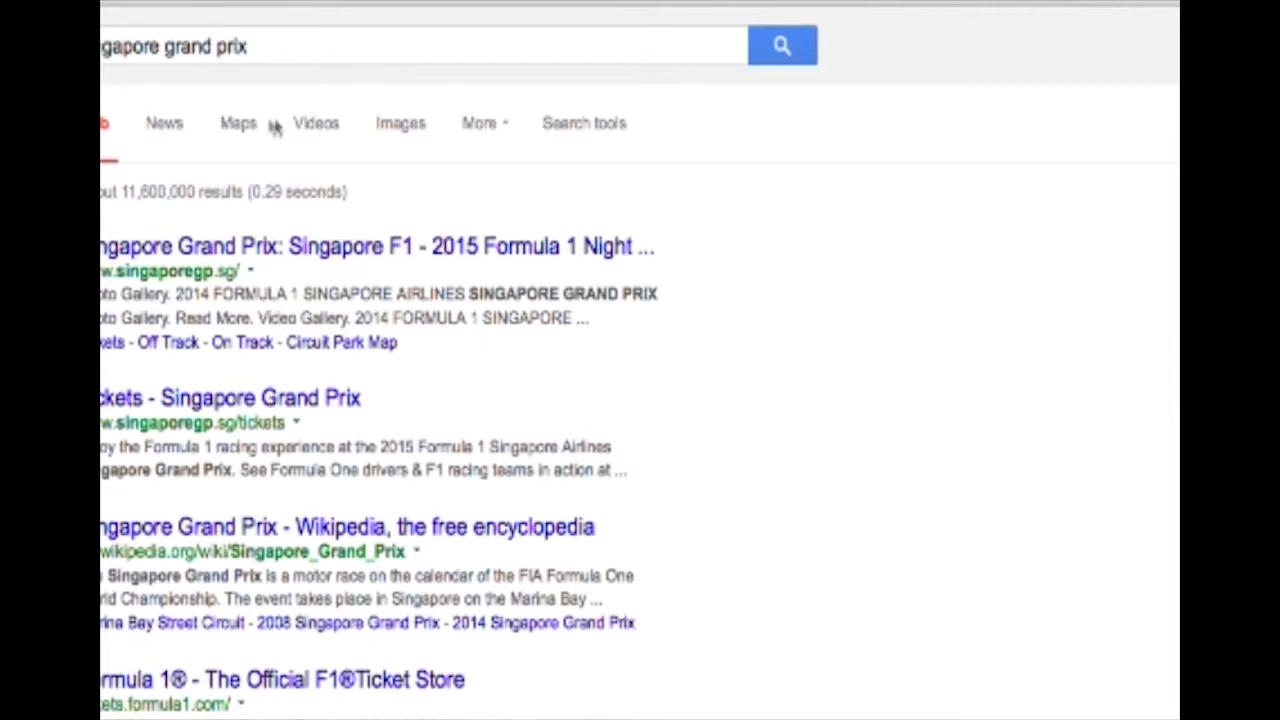 gapore grand prix
b News Maps Videos Images More Search tools
out 11,600,000 results (0.29 seconds)
ngapore Grand Prix: Singapore F1 - 2015 Formula 1 Night ...
w.singaporegp.sg/
oto Gallery. 2014 FORMULA 1 SINGAPORE AIRLINES SINGAPORE GRAND PRIX
oto Gallery. Read More. Video Gallery. 2014 FORMULA 1 SINGAPORE ...
kets - Off Track - On Track - Circuit Park Map
ckets - Singapore Grand Prix
w.singaporegp.sg/tickets
oy the Formula 1 racing experience at the 2015 Formula 1 Singapore Airlines
gapore Grand Prix. See Formula One drivers & F1 racing teams in action at ...
ngapore Grand Prix - Wikipedia, the free encyclopedia
wikipedia.org/wiki/Singapore_Grand_Prix
Singapore Grand Prix is a motor race on the calendar of the FIA Formula One
rld Championship. The event takes place in Singapore on the Marina Bay ...
rina Bay Street Circuit - 2008 Singapore Grand Prix - 2014 Singapore Grand Prix
ormula 1® - The Official F1®Ticket Store
kets.formula1.com/